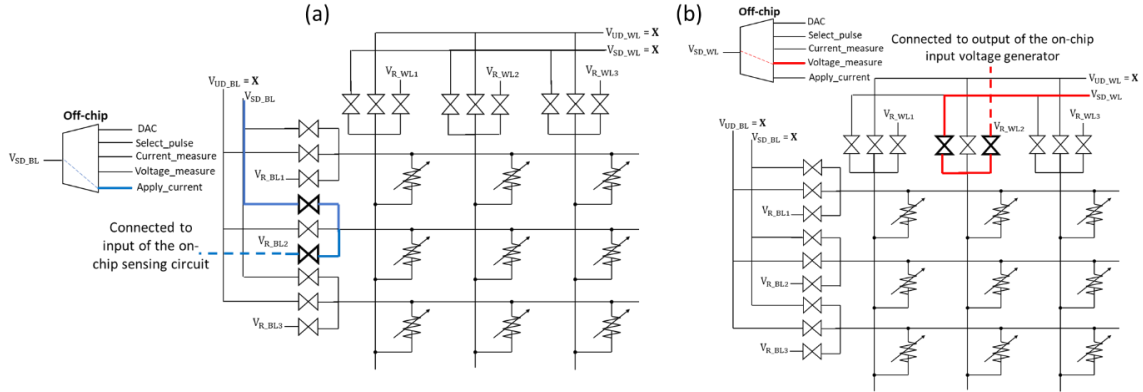 (a)
V_UD_WL = X
V_SD_WL = X
V_R_WL1
V_R_WL2
V_R_WL3
V_UD_BL = X
V_SD_BL
Off-chip
DAC
Select_pulse
Current_measure
Voltage_measure
Apply_current
V_SD_BL
V_R_BL1
Connected to
input of the on-
chip sensing circuit
V_R_BL2
V_R_BL3
(b)
Off-chip
DAC
Select_pulse
Current_measure
Voltage_measure
Apply_current
V_SD_WL
Connected to output of the on-chip
input voltage generator
V_UD_WL = X
V_SD_WL
V_R_WL1
V_R_WL2
V_R_WL3
V_UD_BL = X
V_SD_BL = X
V_R_BL1
V_R_BL2
V_R_BL3